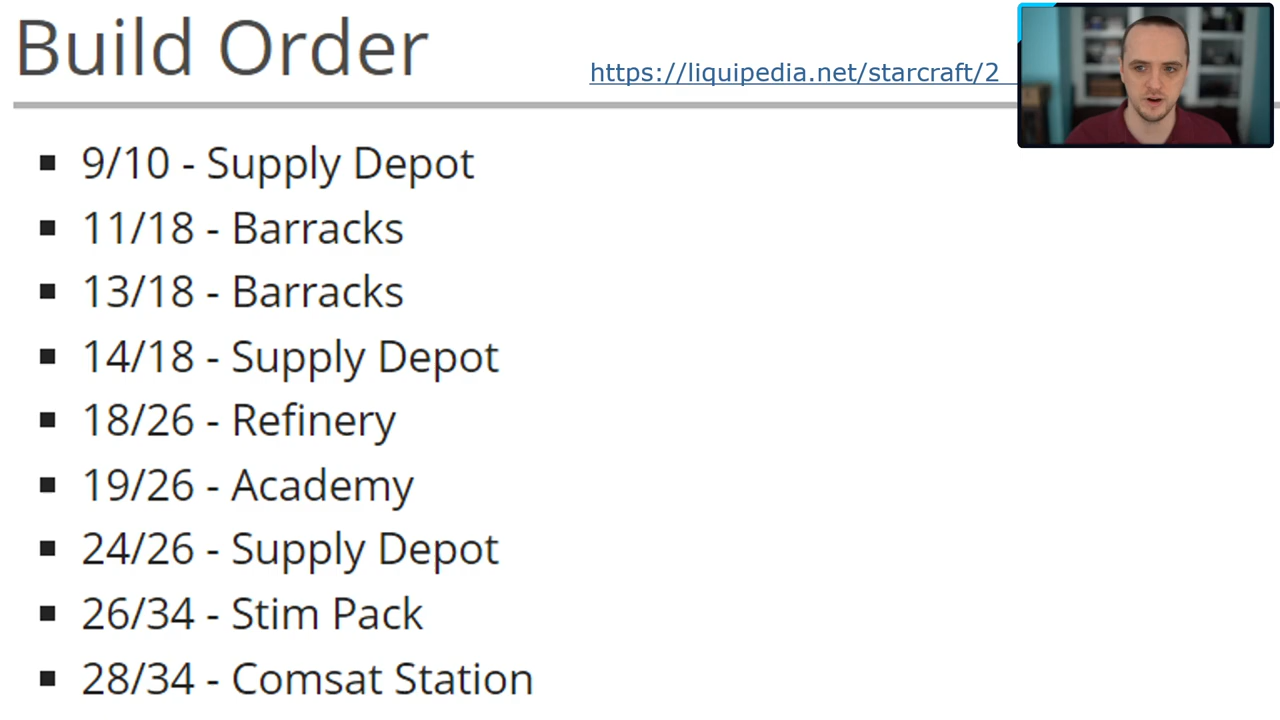 Build Order
https://liquipedia.net/starcraft/2
9/10 - Supply Depot
11/18 - Barracks
13/18 - Barracks
14/18 - Supply Depot
18/26 - Refinery
19/26 - Academy
24/26 - Supply Depot
26/34 - Stim Pack
28/34 - Comsat Station